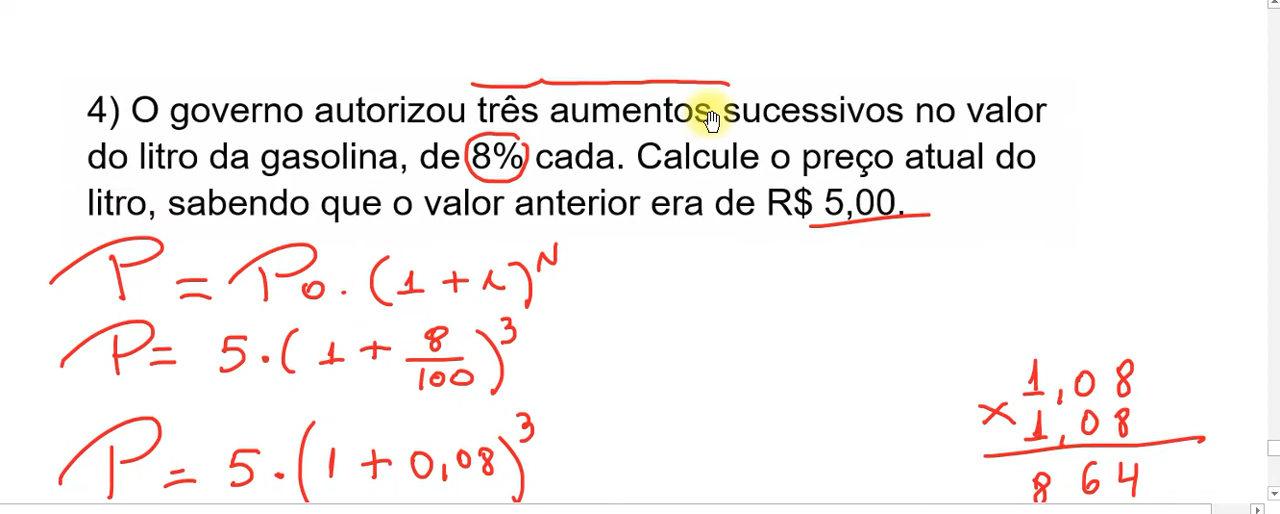 4) O governo autorizou três aumentos sucessivos no valor
do litro da gasolina, de 8% cada. Calcule o preço atual do
litro, sabendo que o valor anterior era de R$ 5,00.
P = P₀ . (1 + i)ᴺ
P = 5 . (1 + 8/100)³
P = 5 . (1 + 0,08)³
1,08
× 1,08
864